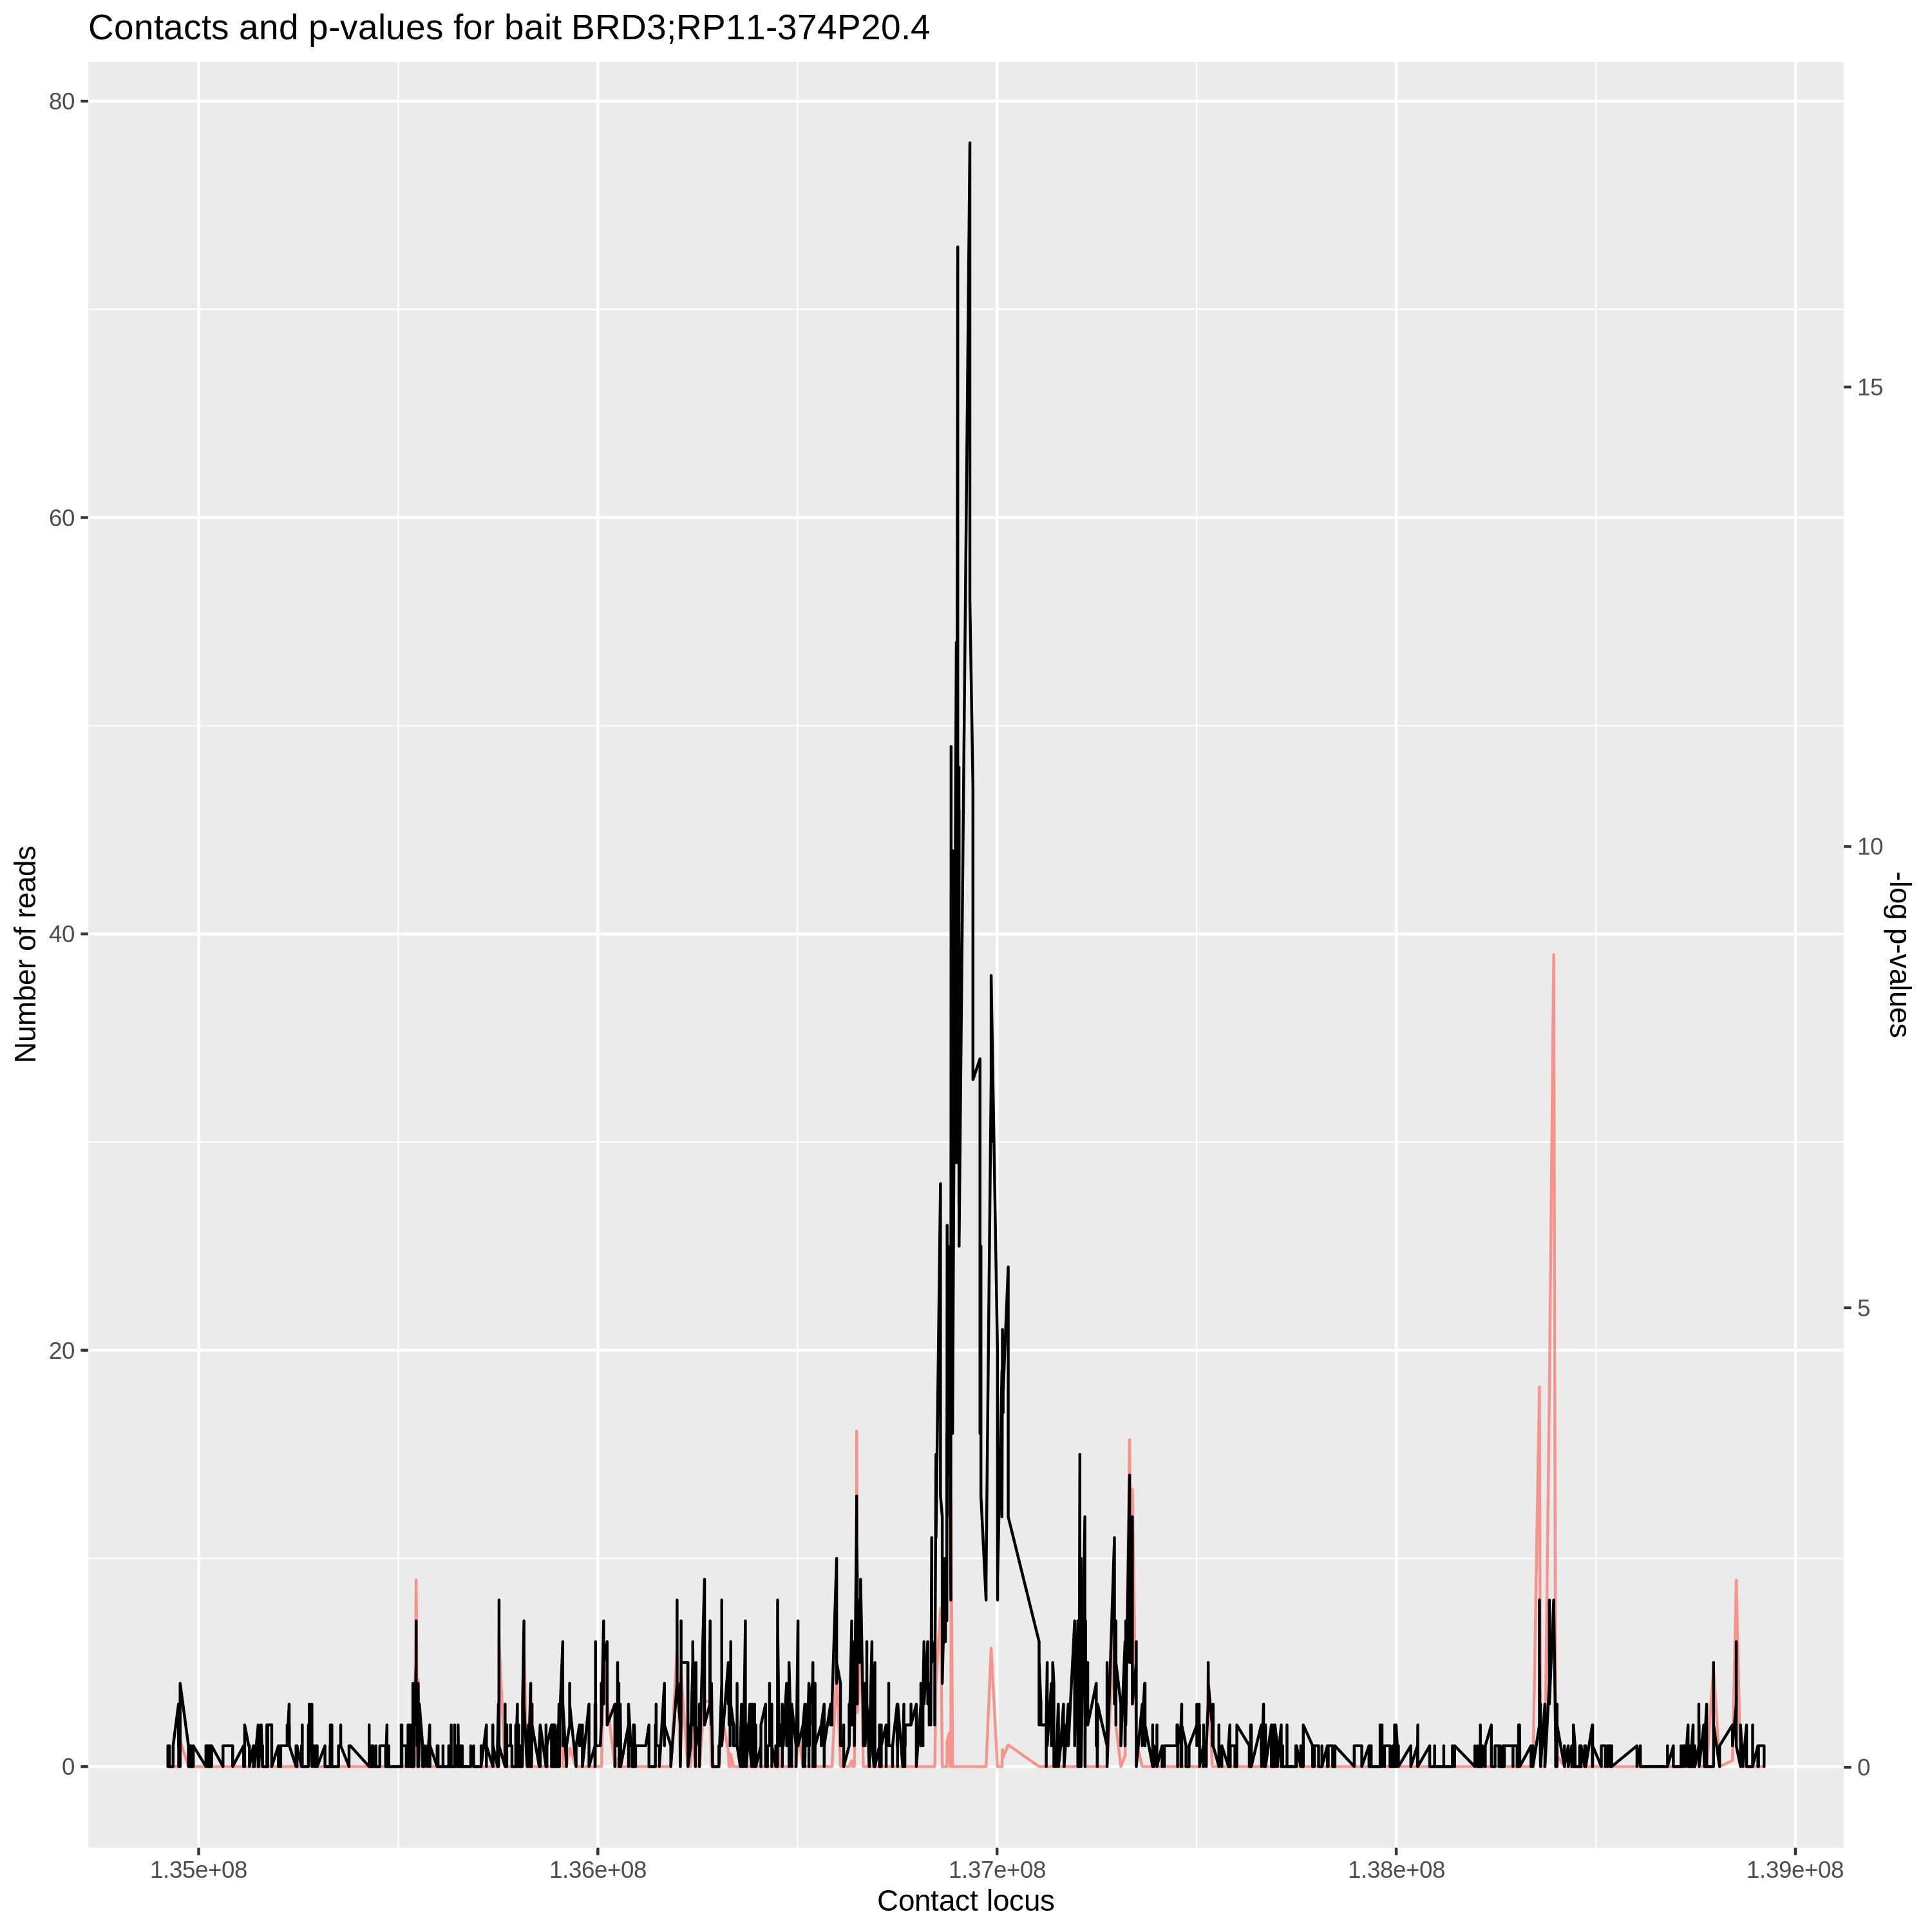 Contacts and p-values for bait BRD3;RP11-374P20.4
80
60
40
20
0
Number of reads
15
10
5
0
-log p-values
1.35e+08 1.36e+08 1.37e+08 1.38e+08 1.39e+08
Contact locus